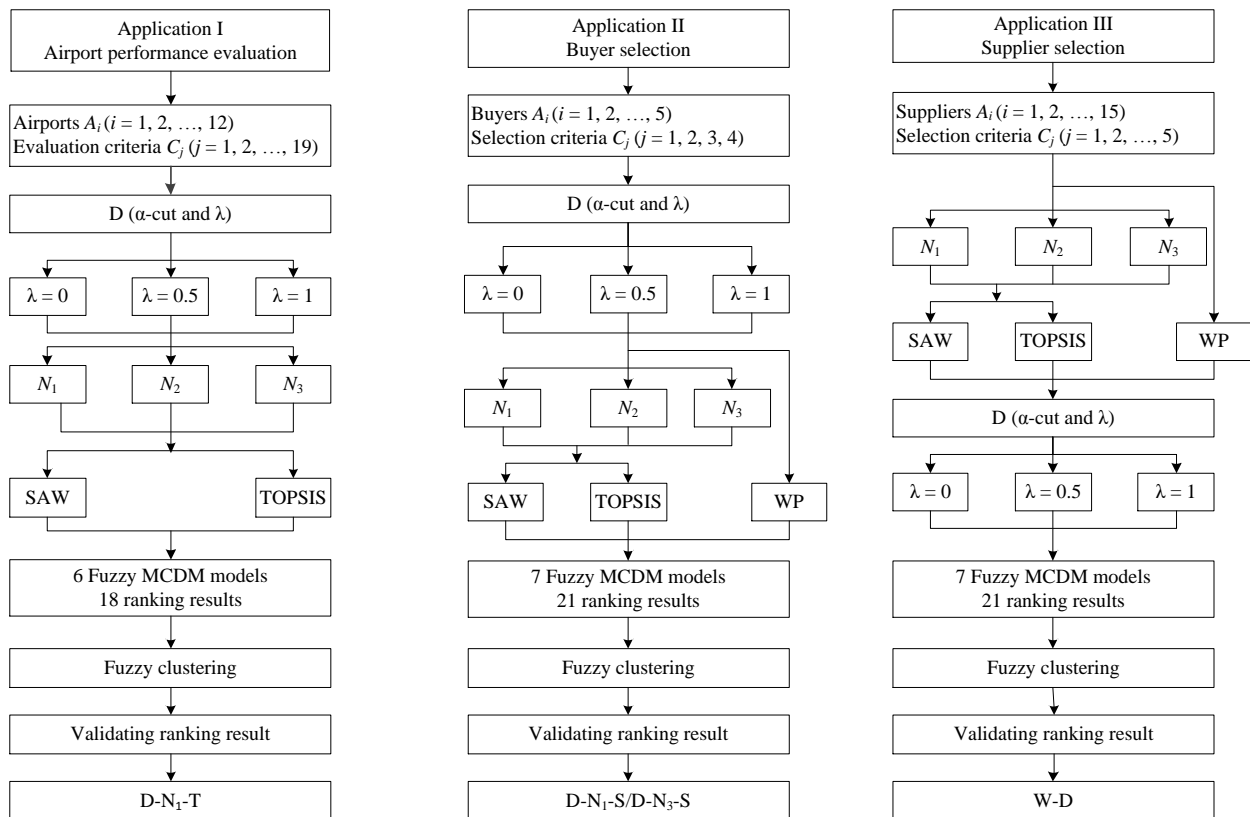 Application I
Airport performance evaluation
Airports Ai (i = 1, 2, …, 12)
Evaluation criteria Cj (j = 1, 2, …, 19)
D (α-cut and λ)
λ = 0
λ = 0.5
λ = 1
N1
N2
N3
SAW
TOPSIS
6 Fuzzy MCDM models
18 ranking results
Fuzzy clustering
Validating ranking result
D-N1-T
Application II
Buyer selection
Buyers Ai (i = 1, 2, …, 5)
Selection criteria Cj (j = 1, 2, 3, 4)
D (α-cut and λ)
λ = 0
λ = 0.5
λ = 1
N1
N2
N3
SAW
TOPSIS
WP
7 Fuzzy MCDM models
21 ranking results
Fuzzy clustering
Validating ranking result
D-N1-S/D-N3-S
Application III
Supplier selection
Suppliers Ai (i = 1, 2, …, 15)
Selection criteria Cj (j = 1, 2, …, 5)
N1
N2
N3
SAW
TOPSIS
WP
D (α-cut and λ)
λ = 0
λ = 0.5
λ = 1
7 Fuzzy MCDM models
21 ranking results
Fuzzy clustering
Validating ranking result
W-D